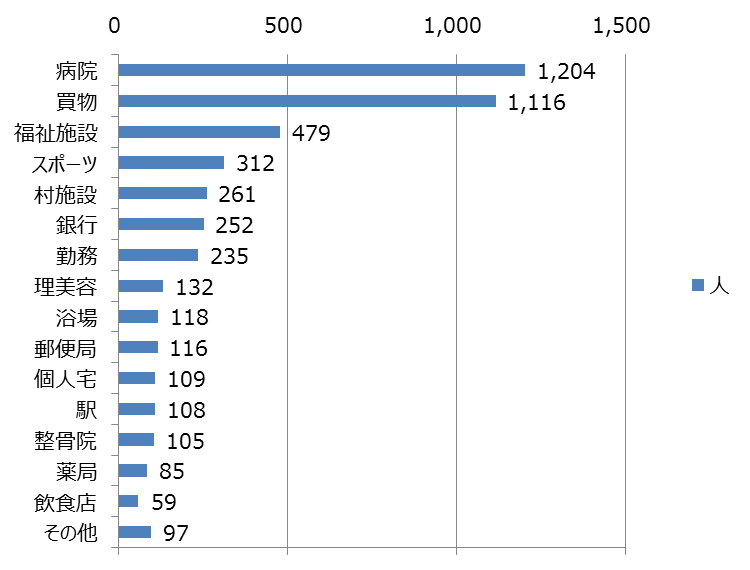 0 500 1,000 1,500
病院 1,204
買物 1,116
福祉施設 479
スポーツ 312
村施設 261
銀行 252
勤務 235
理美容 132
人
浴場 118
郵便局 116
個人宅 109
駅 108
整骨院 105
薬局 85
飲食店 59
その他 97